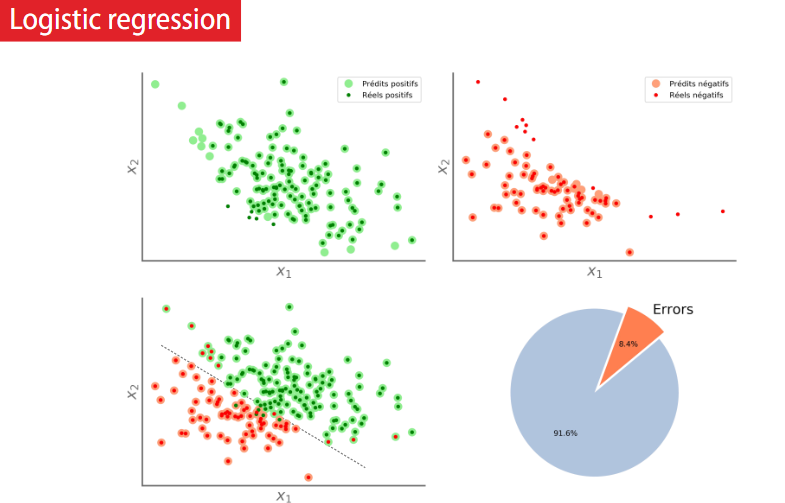 Logistic regression
Prédits positifs
Réels positifs
x2
x1
Prédits négatifs
Réels négatifs
x2
x1
x2
x1
Errors
8.4%
91.6%